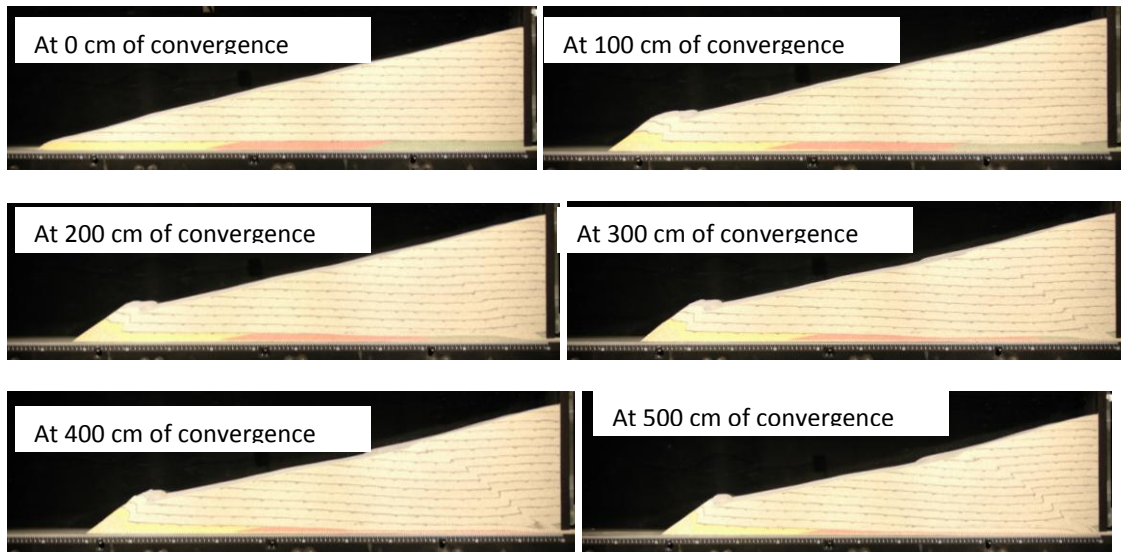 At 0 cm of convergence
At 100 cm of convergence
At 200 cm of convergence
At 300 cm of convergence
At 400 cm of convergence
At 500 cm of convergence